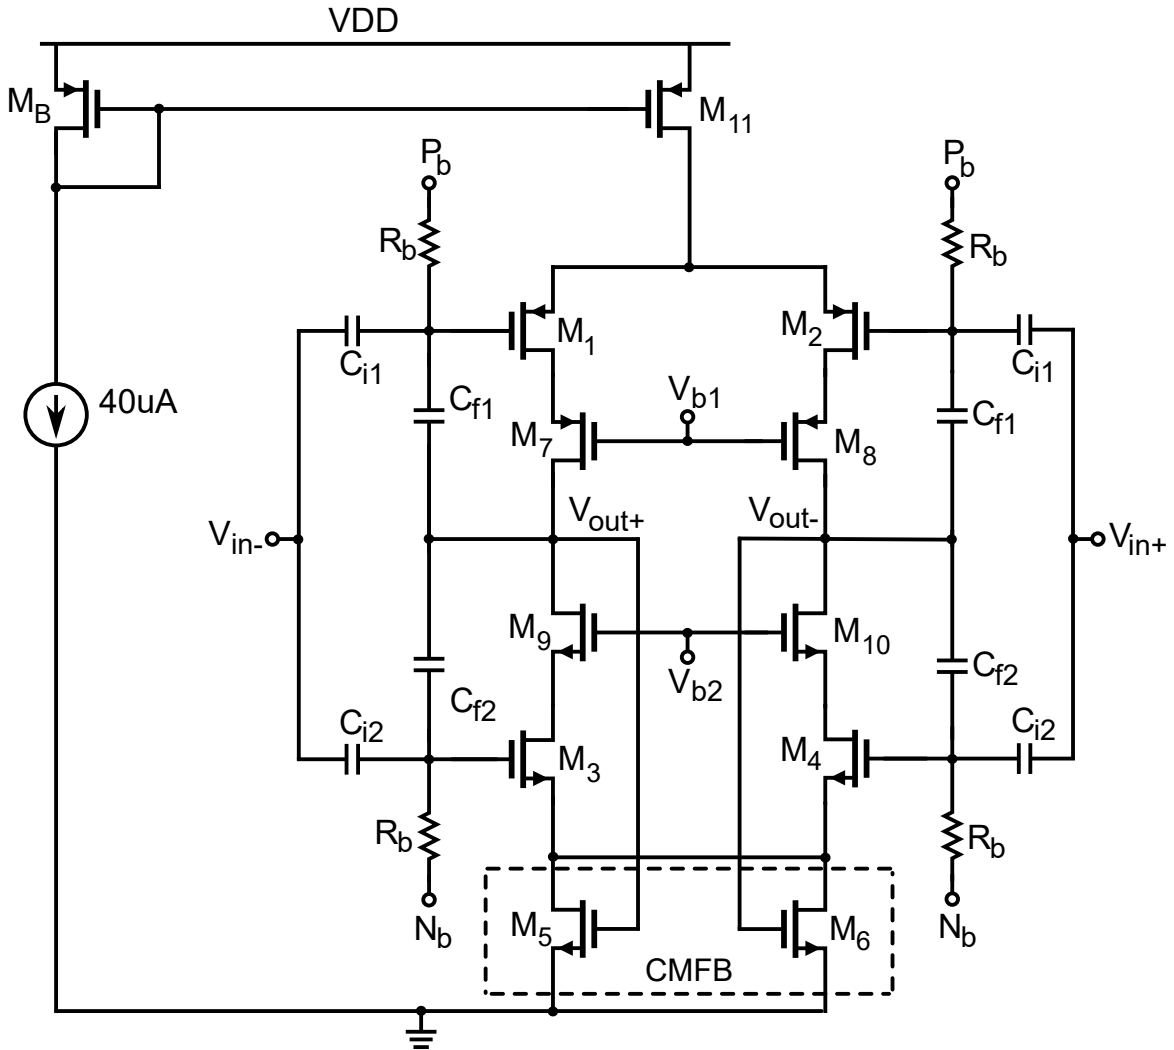 VDD
M_B
M_11
P_b
P_b
R_b
R_b
M_1
M_2
C_i1
C_i1
V_b1
40uA
C_f1
C_f1
M_7
M_8
V_out+
V_out-
V_in-
V_in+
M_9
M_10
V_b2
C_f2
C_f2
C_i2
C_i2
M_3
M_4
R_b
R_b
N_b
N_b
M_5
M_6
CMFB